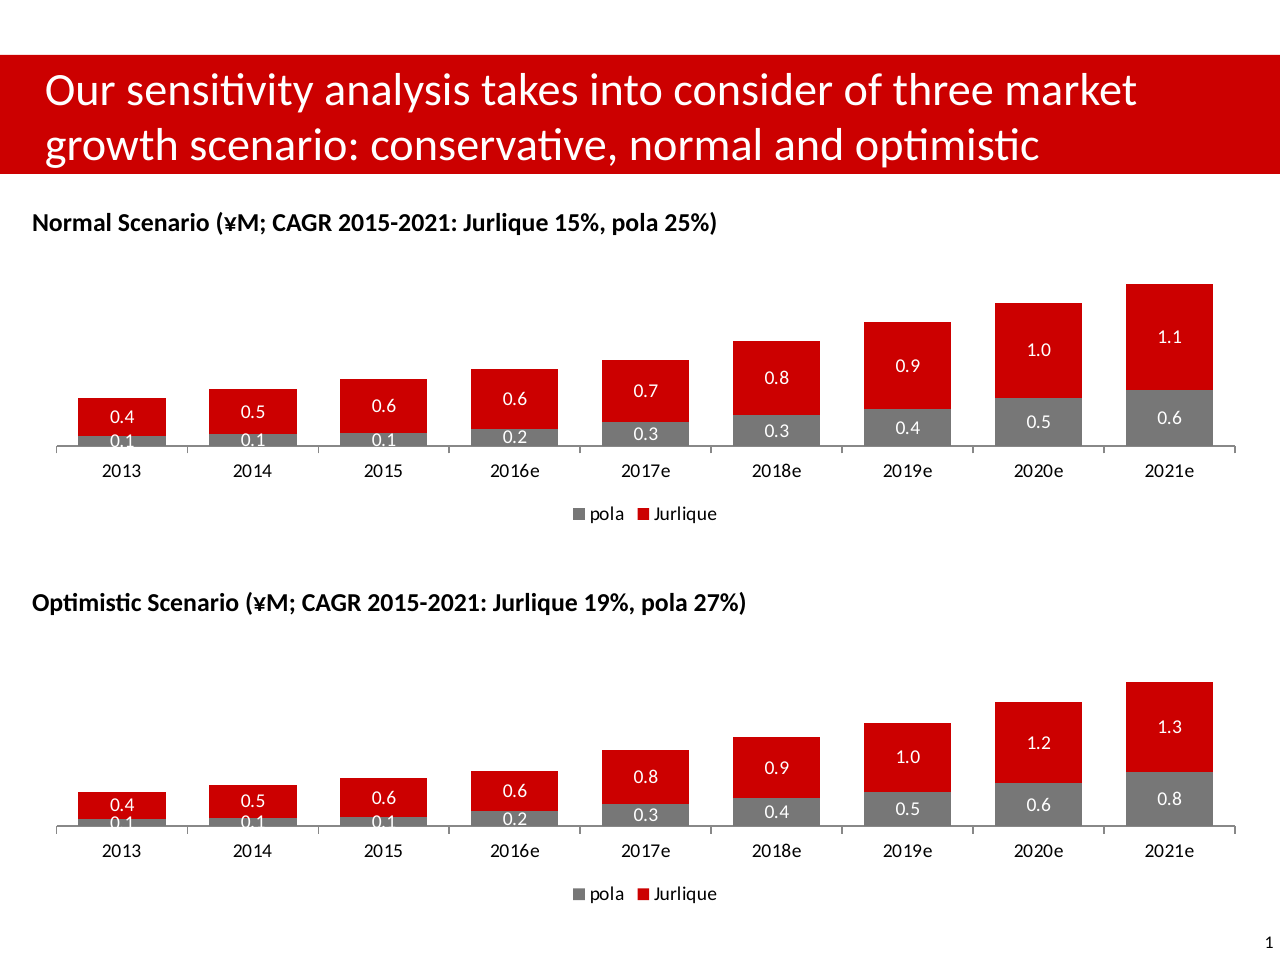 Our sensitivity analysis takes into consider of three market
growth scenario: conservative, normal and optimistic
Normal Scenario (¥M; CAGR 2015-2021: Jurlique 15%, pola 25%)
0.4 0.5 0.6 0.6 0.7 0.8 0.9 1.0 1.1
0.1 0.1 0.1 0.2 0.3 0.3 0.4 0.5 0.6
2013 2014 2015 2016e 2017e 2018e 2019e 2020e 2021e
pola Jurlique
Optimistic Scenario (¥M; CAGR 2015-2021: Jurlique 19%, pola 27%)
0.4 0.5 0.6 0.6 0.8 0.9 1.0 1.2 1.3
0.1 0.1 0.1 0.2 0.3 0.4 0.5 0.6 0.8
2013 2014 2015 2016e 2017e 2018e 2019e 2020e 2021e
pola Jurlique
1